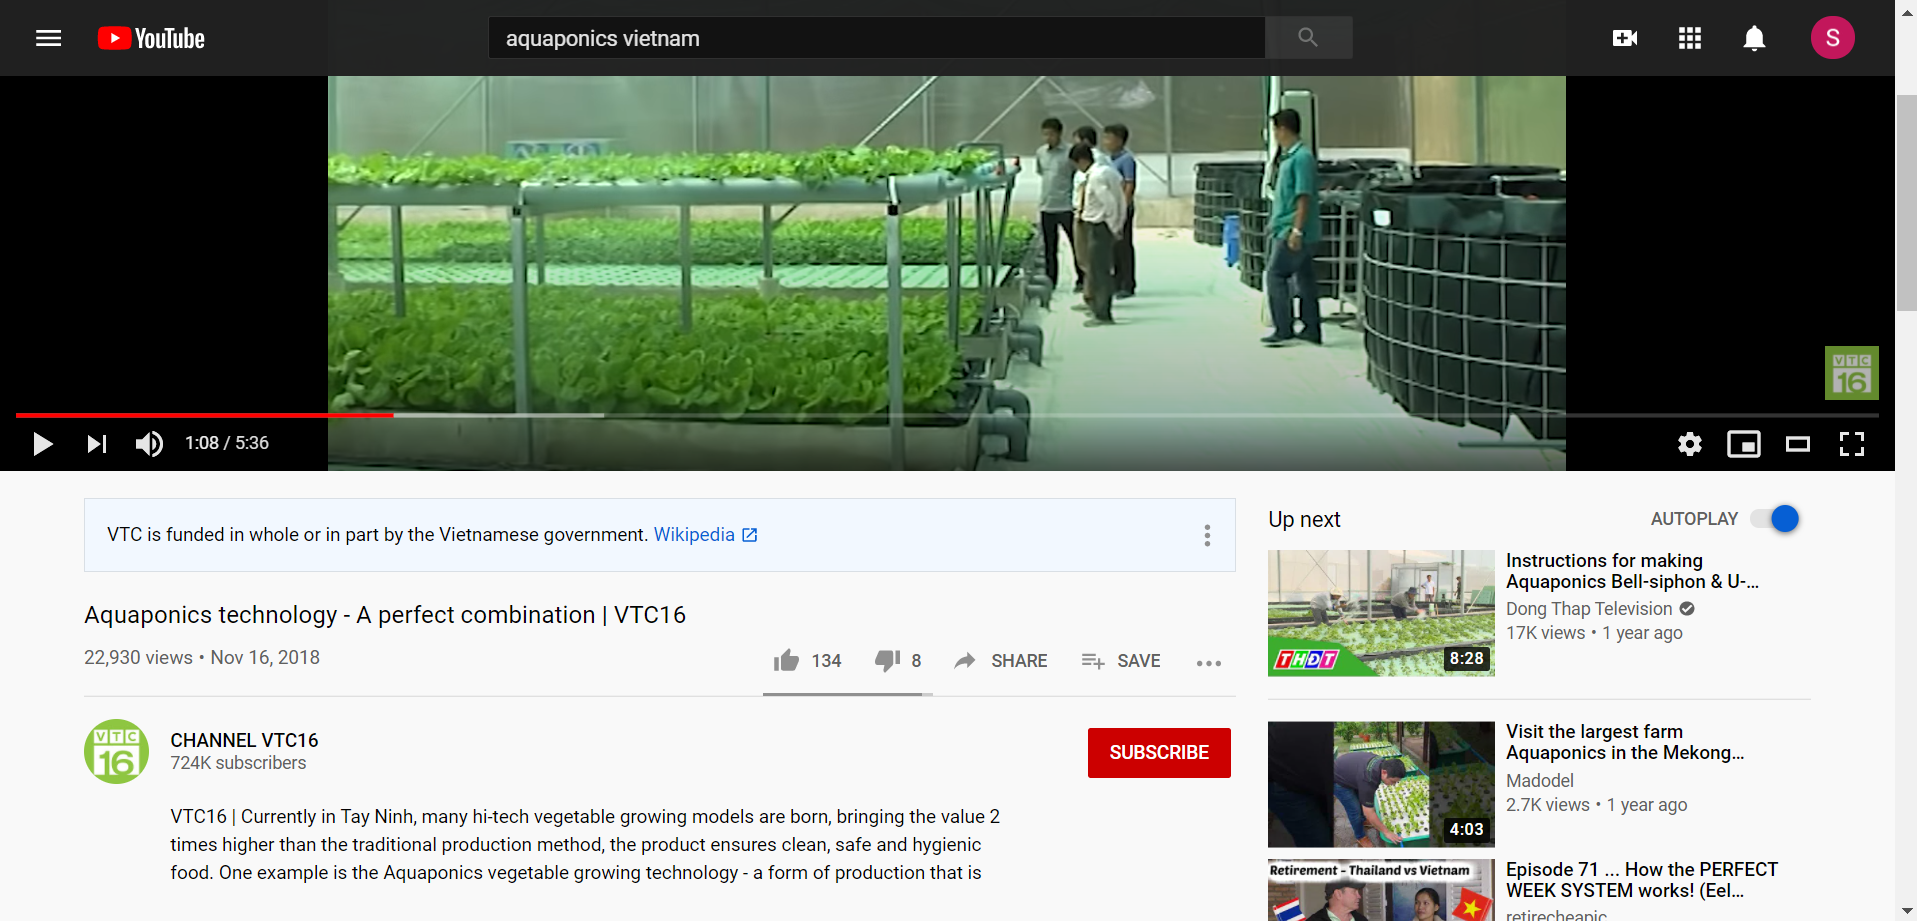 YouTube
aquaponics vietnam
S
VTC
16
1:08 / 5:36
VTC is funded in whole or in part by the Vietnamese government. Wikipedia
Aquaponics technology - A perfect combination | VTC16
22,930 views • Nov 16, 2018
134
8
SHARE
SAVE
VTC
16
CHANNEL VTC16
724K subscribers
SUBSCRIBE
VTC16 | Currently in Tay Ninh, many hi-tech vegetable growing models are born, bringing the value 2
times higher than the traditional production method, the product ensures clean, safe and hygienic
food. One example is the Aquaponics vegetable growing technology - a form of production that is
Up next
AUTOPLAY
THĐT
8:28
Instructions for making
Aquaponics Bell-siphon & U-...
Dong Thap Television
17K views • 1 year ago
4:03
Visit the largest farm
Aquaponics in the Mekong...
Madodel
2.7K views • 1 year ago
Retirement - Thailand vs Vietnam
Episode 71 ... How the PERFECT
WEEK SYSTEM works! (Eel...
retirecheapic